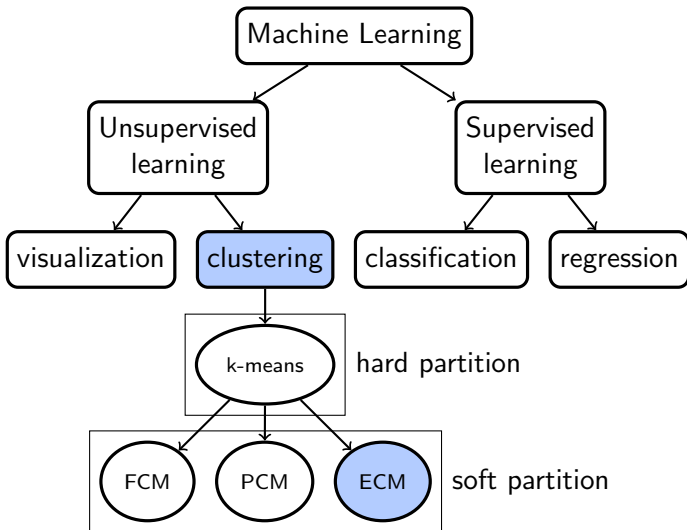 Machine Learning
Unsupervised
learning
Supervised
learning
visualization
clustering
classification
regression
k-means
hard partition
FCM
PCM
ECM
soft partition